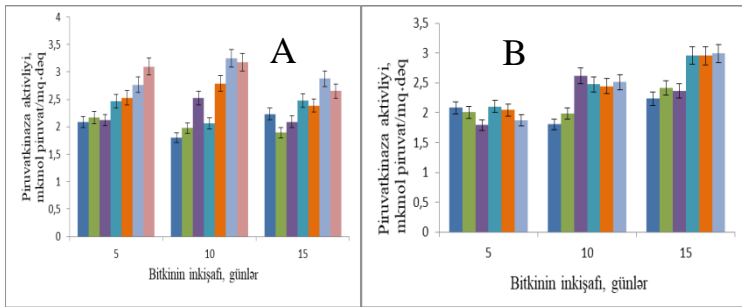 Piruvatkinaza aktivliyi,
mkmol piruvat/mq·dəq
4
3,5
3
2,5
2
1,5
1
0,5
0
A
5
10
15
Bitkinin inkişafı, günlər
Piruvatkinaza aktivliyi,
mkmol piruvat/mq·dəq
3,5
3
2,5
2
1,5
1
0,5
0
B
5
10
15
Bitkinin inkişafı, günlər